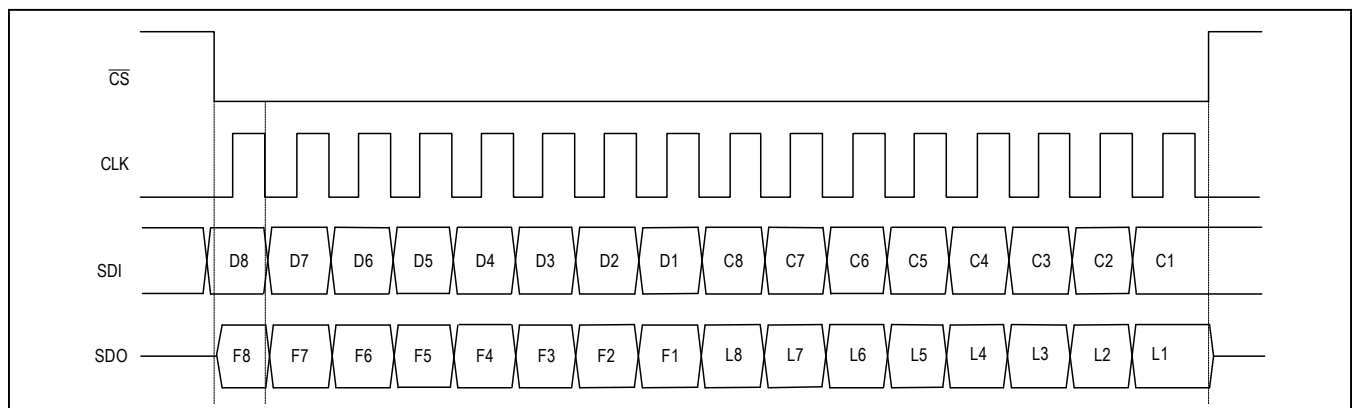 C̅S̅
CLK
SDI D8 D7 D6 D5 D4 D3 D2 D1 C8 C7 C6 C5 C4 C3 C2 C1
SDO F8 F7 F6 F5 F4 F3 F2 F1 L8 L7 L6 L5 L4 L3 L2 L1